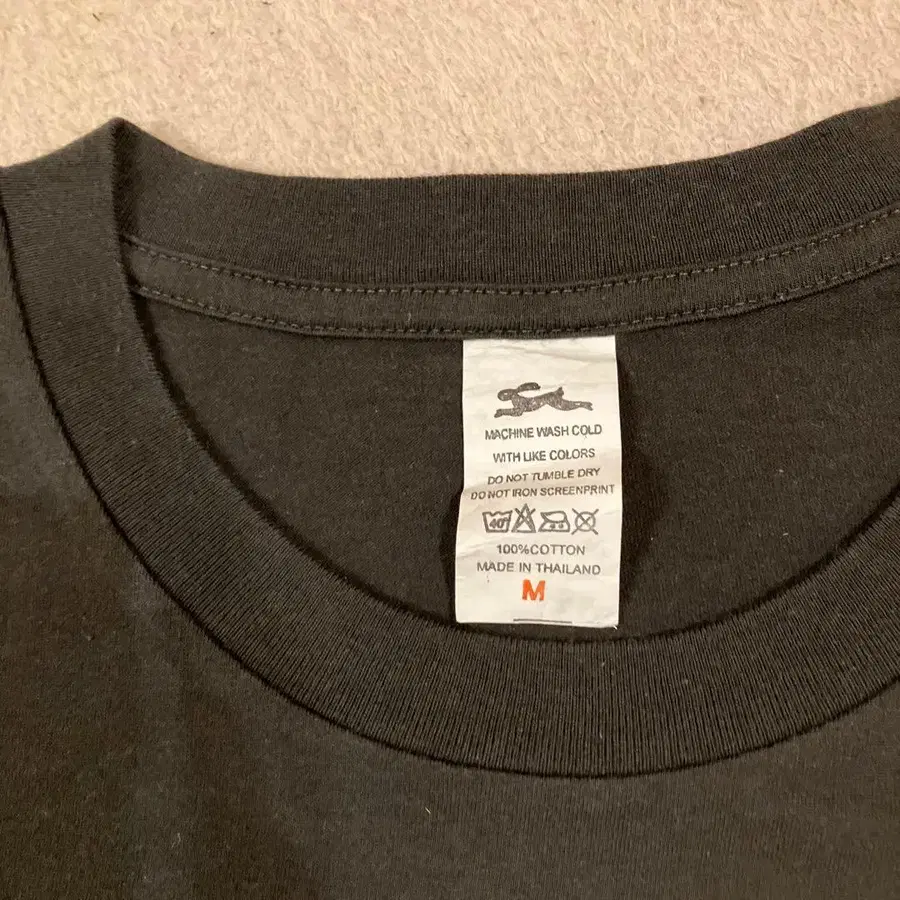 MACHINE WASH COLD
WITH LIKE COLORS
DO NOT TUMBLE DRY
DO NOT IRON SCREENPRINT
40°
100%COTTON
MADE IN THAILAND
M